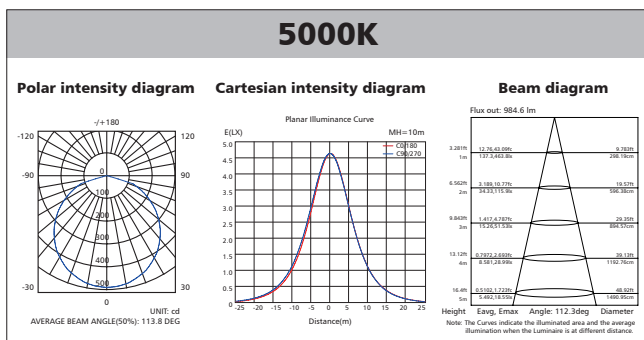 5000K
Polar intensity diagram
-/+180
-120
120
-90
90
0
100
200
300
400
500
-30
30
0
UNIT: cd
AVERAGE BEAM ANGLE(50%): 113.8 DEG
Cartesian intensity diagram
Planar Illuminance Curve
E(LX)
MH=10m
C0/180
C90/270
5.0
4.5
4.0
3.5
3.0
2.5
2.0
1.5
1.0
0.5
0
-25 -20 -15 -10 -5 0 5 10 15 20 25
Distance(m)
Beam diagram
Flux out: 984.6 lm
3.281ft 12.76,43.09fc 9.783ft
1m 137.3,463.8lx 298.19cm
6.562ft 3.189,10.77fc 19.57ft
2m 34.33,115.9lx 596.38cm
9.843ft 1.417,4.787fc 29.35ft
3m 15.26,51.53lx 894.57cm
13.12ft 0.7972,2.693fc 39.13ft
4m 8.581,28.99lx 1192.76cm
16.4ft 0.5102,1.723fc 48.92ft
5m 5.492,18.55lx 1490.95cm
Height Eavg, Emax Angle: 112.3deg Diameter
Note: The Curves indicate the illuminated area and the average
illumination when the Luminaire is at different distance.